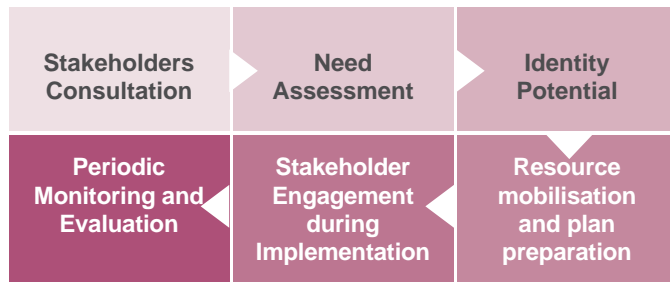 Stakeholders
Consultation
Need
Assessment
Identity
Potential
Resource
mobilisation
and plan
preparation
Stakeholder
Engagement
during
Implementation
Periodic
Monitoring and
Evaluation